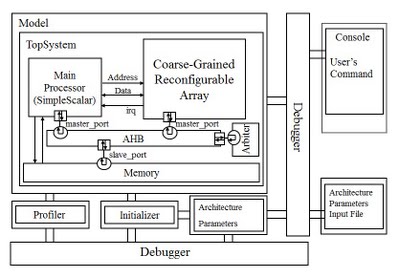 Model
TopSystem
Main
Processor
(SimpleScalar)
Address
Data
irq
Coarse-Grained
Reconfigurable
Array
master_port
master_port
AHB
Arbiter
slave_port
Memory
Debugger
Console
User's
Command
Profiler
Initializer
Architecture
Parameters
Architecture
Parameters
Input File
Debugger